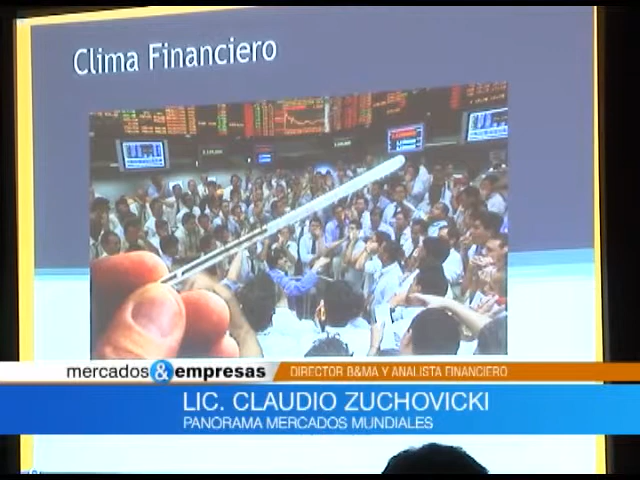 Clima Financiero
mercados&empresas
DIRECTOR B&MA Y ANALISTA FINANCIERO
LIC. CLAUDIO ZUCHOVICKI
PANORAMA MERCADOS MUNDIALES